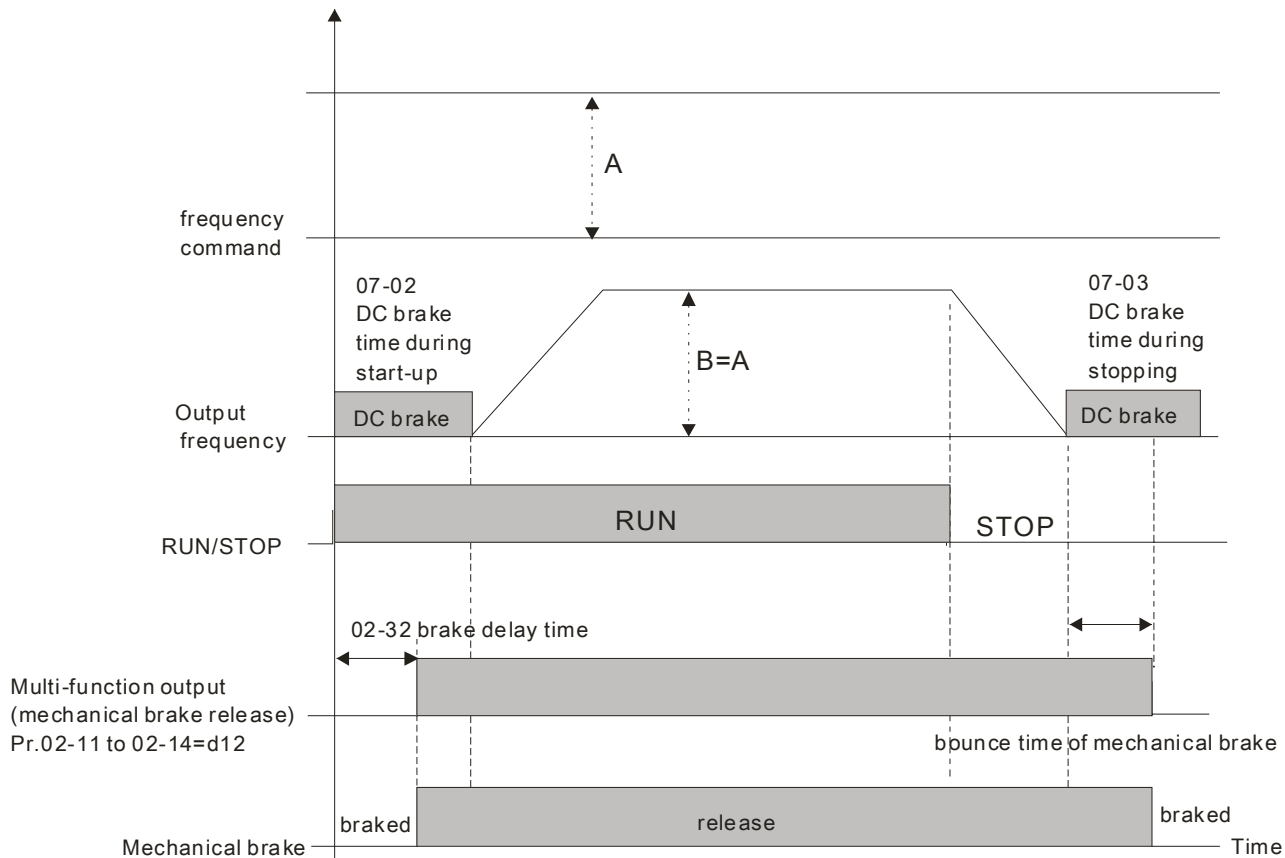 A
frequency
command
07-02
DC brake
time during
start-up
07-03
DC brake
time during
stopping
B=A
Output
frequency
DC brake
DC brake
RUN
STOP
RUN/STOP
02-32 brake delay time
Multi-function output
(mechanical brake release)
Pr.02-11 to 02-14=d12
bounce time of mechanical brake
braked
release
braked
Mechanical brake
Time